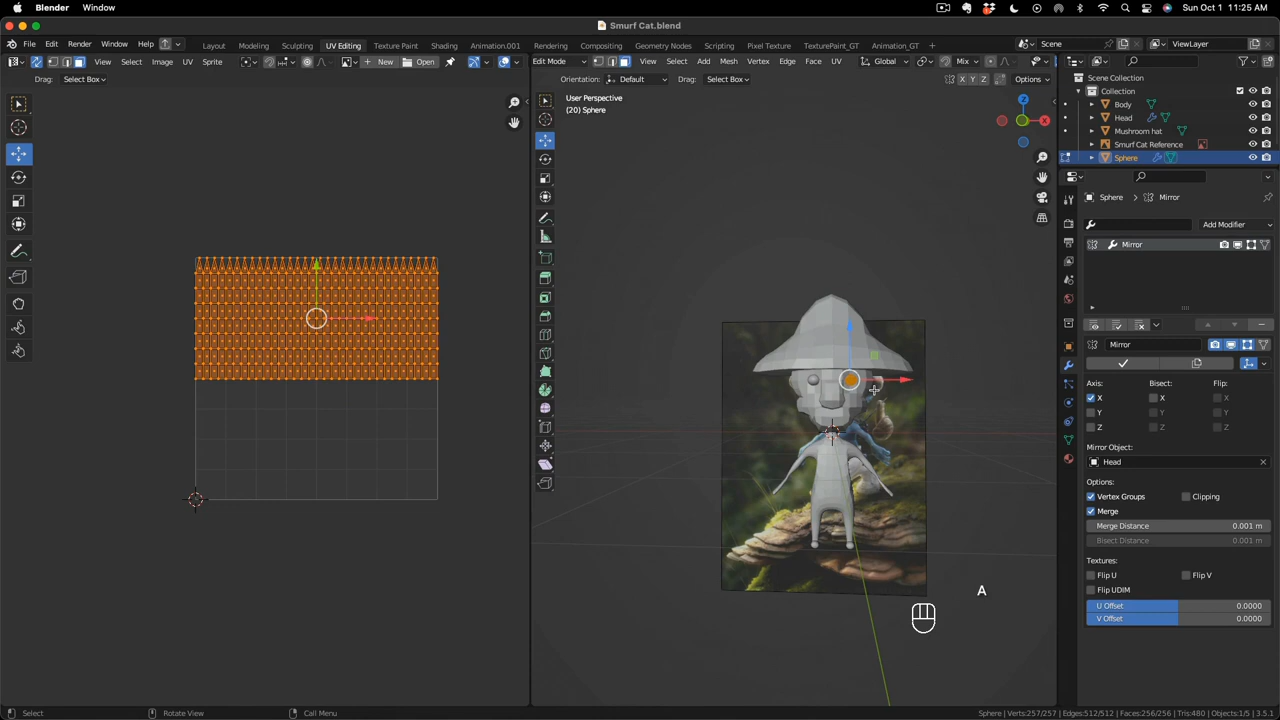 Blender Window Sun Oct 1 11:25 AM
Smurf Cat.blend
File Edit Render Window Help Layout Modeling Sculpting UV Editing Texture Paint Shading Animation.001 Rendering Compositing Geometry Nodes Scripting Pixel Texture TexturePaint_GT Animation_GT + Scene ViewLayer
View Select Image UV Sprite New Open Edit Mode View Select Add Mesh Vertex Edge Face UV Global Mix
Drag: Select Box Orientation: Default Drag: Select Box X Y Z Options
User Perspective
(20) Sphere
Z
X
A
Scene Collection
Collection
Body
Head
Mushroom hat
Smurf Cat Reference
Sphere
Sphere Mirror
Add Modifier
Mirror
Mirror
Axis: Bisect: Flip:
X X X
Y Y Y
Z Z Z
Mirror Object:
Head
Options:
Vertex Groups Clipping
Merge
Merge Distance 0.001 m
Bisect Distance 0.001 m
Textures:
Flip U Flip V
Flip UDIM
U Offset 0.0000
V Offset 0.0000
Select Rotate View Call Menu Sphere | Verts:257/257 | Edges:512/512 | Faces:256/256 | Tris:480 | Objects:1/5 | 3.5.1